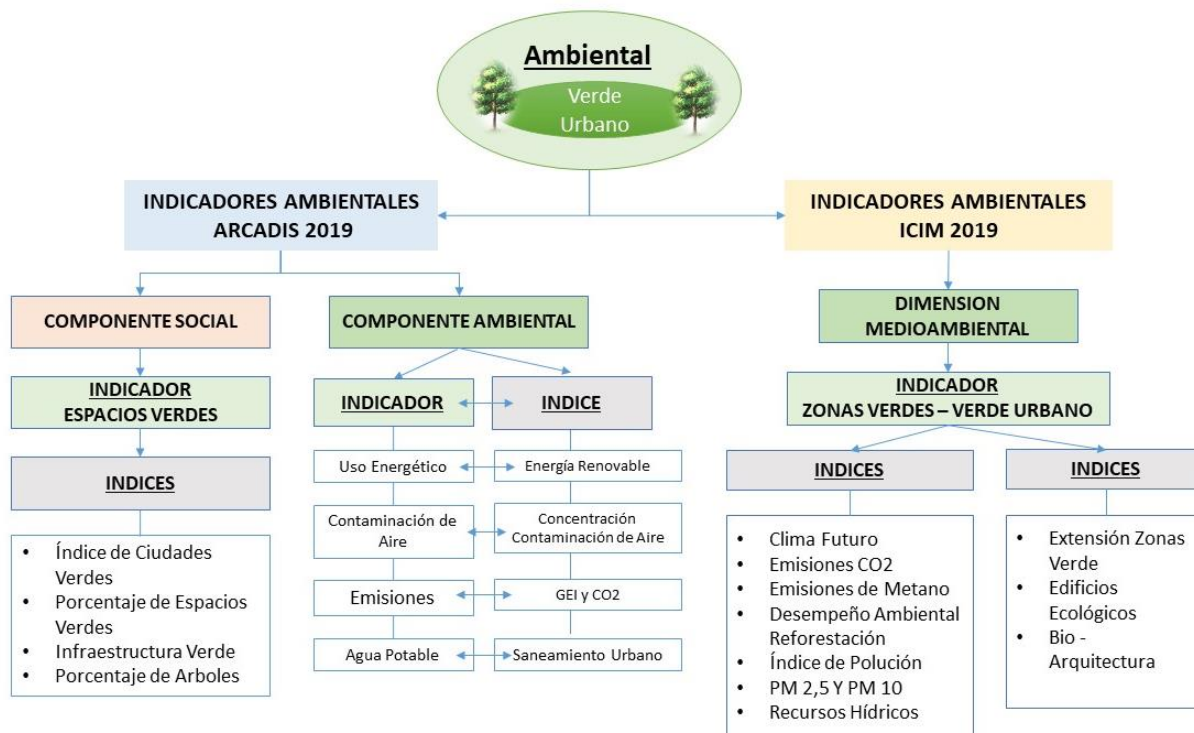 Ambiental
Verde
Urbano
INDICADORES AMBIENTALES
ARCADIS 2019
INDICADORES AMBIENTALES
ICIM 2019
COMPONENTE SOCIAL
COMPONENTE AMBIENTAL
DIMENSION
MEDIOAMBIENTAL
INDICADOR
ESPACIOS VERDES
INDICADOR
INDICE
INDICADOR
ZONAS VERDES – VERDE URBANO
INDICES
• Índice de Ciudades
Verdes
• Porcentaje de Espacios
Verdes
• Infraestructura Verde
• Porcentaje de Arboles
Uso Energético
Energía Renovable
Contaminación de
Aire
Concentración
Contaminación de Aire
Emisiones
GEI y CO2
Agua Potable
Saneamiento Urbano
INDICES
• Clima Futuro
• Emisiones CO2
• Emisiones de Metano
• Desempeño Ambiental
Reforestación
• Índice de Polución
• PM 2,5 Y PM 10
• Recursos Hídricos
INDICES
• Extensión Zonas
Verde
• Edificios
Ecológicos
• Bio -
Arquitectura